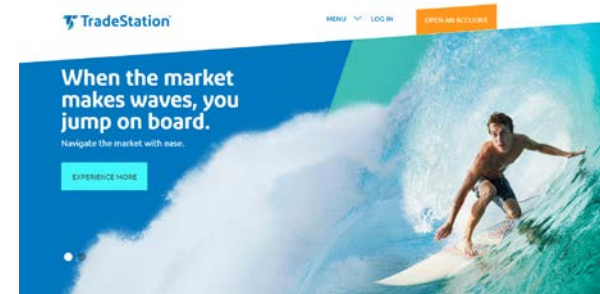 TradeStation
MENU LOG IN OPEN AN ACCOUNT
When the market
makes waves, you
jump on board.
Navigate the market with ease.
EXPERIENCE MORE